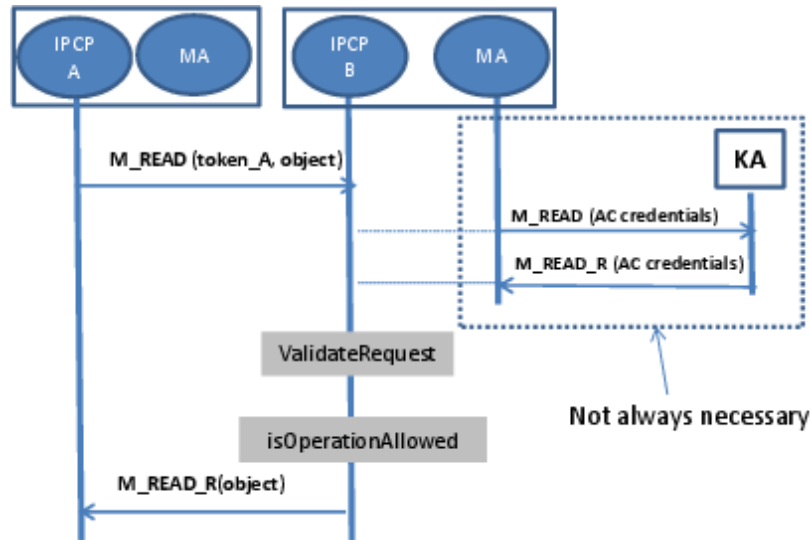 IPCP
A
MA
IPCP
B
MA
M_READ (token_A, object)
KA
M_READ (AC credentials)
M_READ_R (AC credentials)
ValidateRequest
Not always necessary
isOperationAllowed
M_READ_R(object)